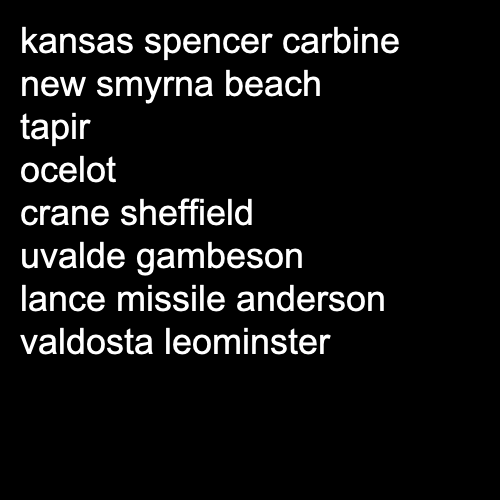 kansas spencer carbine
new smyrna beach
tapir
ocelot
crane sheffield
uvalde gambeson
lance missile anderson
valdosta leominster